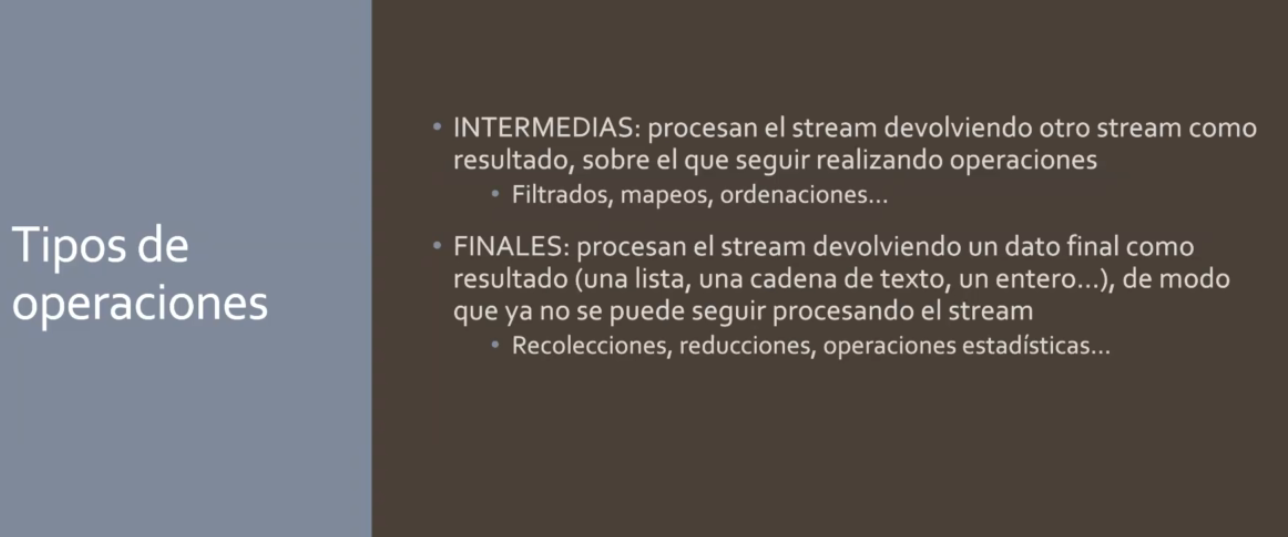 Tipos de
operaciones
• INTERMEDIAS: procesan el stream devolviendo otro stream como
resultado, sobre el que seguir realizando operaciones
• Filtrados, mapeos, ordenaciones...
• FINALES: procesan el stream devolviendo un dato final como
resultado (una lista, una cadena de texto, un entero...), de modo
que ya no se puede seguir procesando el stream
• Recolecciones, reducciones, operaciones estadísticas...